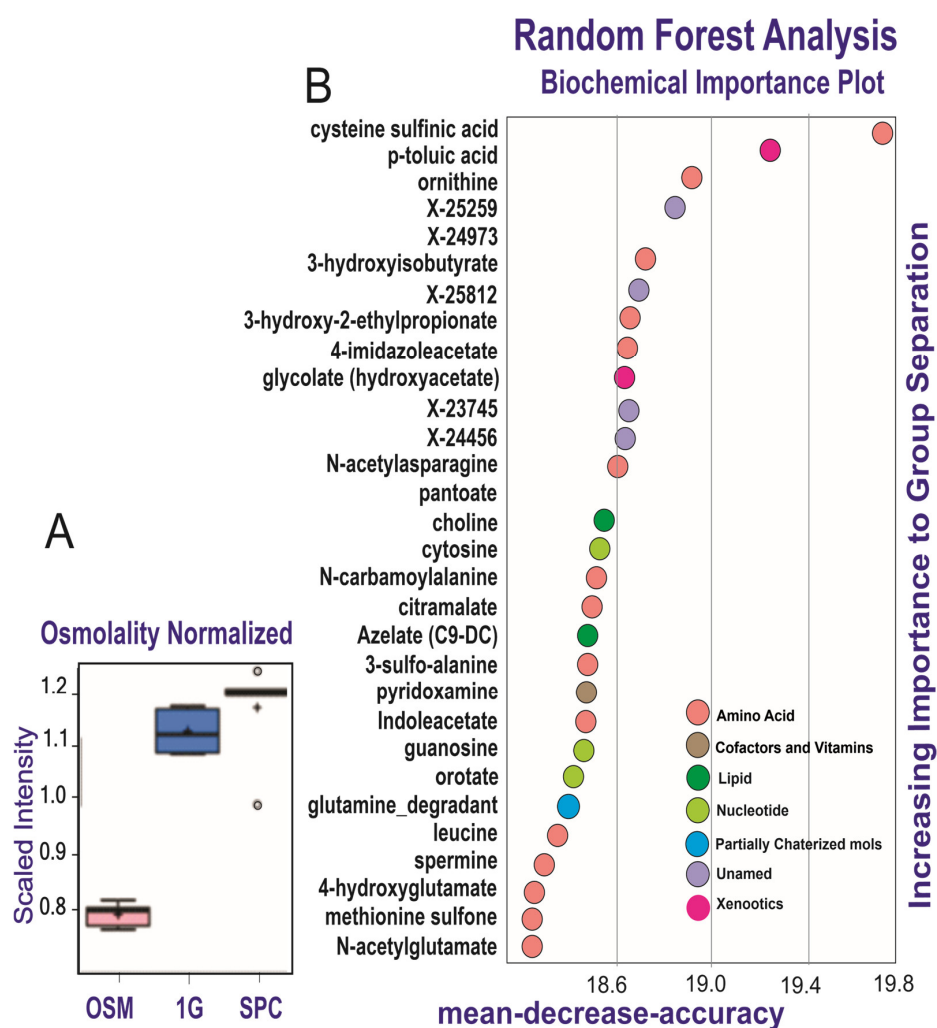 Random Forest Analysis
Biochemical Importance Plot
B
cysteine sulfinic acid
p-toluic acid
ornithine
X-25259
X-24973
3-hydroxyisobutyrate
X-25812
3-hydroxy-2-ethylpropionate
4-imidazoleacetate
glycolate (hydroxyacetate)
X-23745
X-24456
N-acetylasparagine
pantoate
choline
cytosine
N-carbamoylalanine
citramalate
Azelate (C9-DC)
3-sulfo-alanine
pyridoxamine
Indoleacetate
guanosine
orotate
glutamine_degradant
leucine
spermine
4-hydroxyglutamate
methionine sulfone
N-acetylglutamate
Amino Acid
Cofactors and Vitamins
Lipid
Nucleotide
Partially Chaterized mols
Unamed
Xenootics
18.6 19.0 19.4 19.8
mean-decrease-accuracy
Increasing Importance to Group Separation
A
Osmolality Normalized
Scaled Intensity
1.2
1.1
1.0
0.9
0.8
OSM 1G SPC